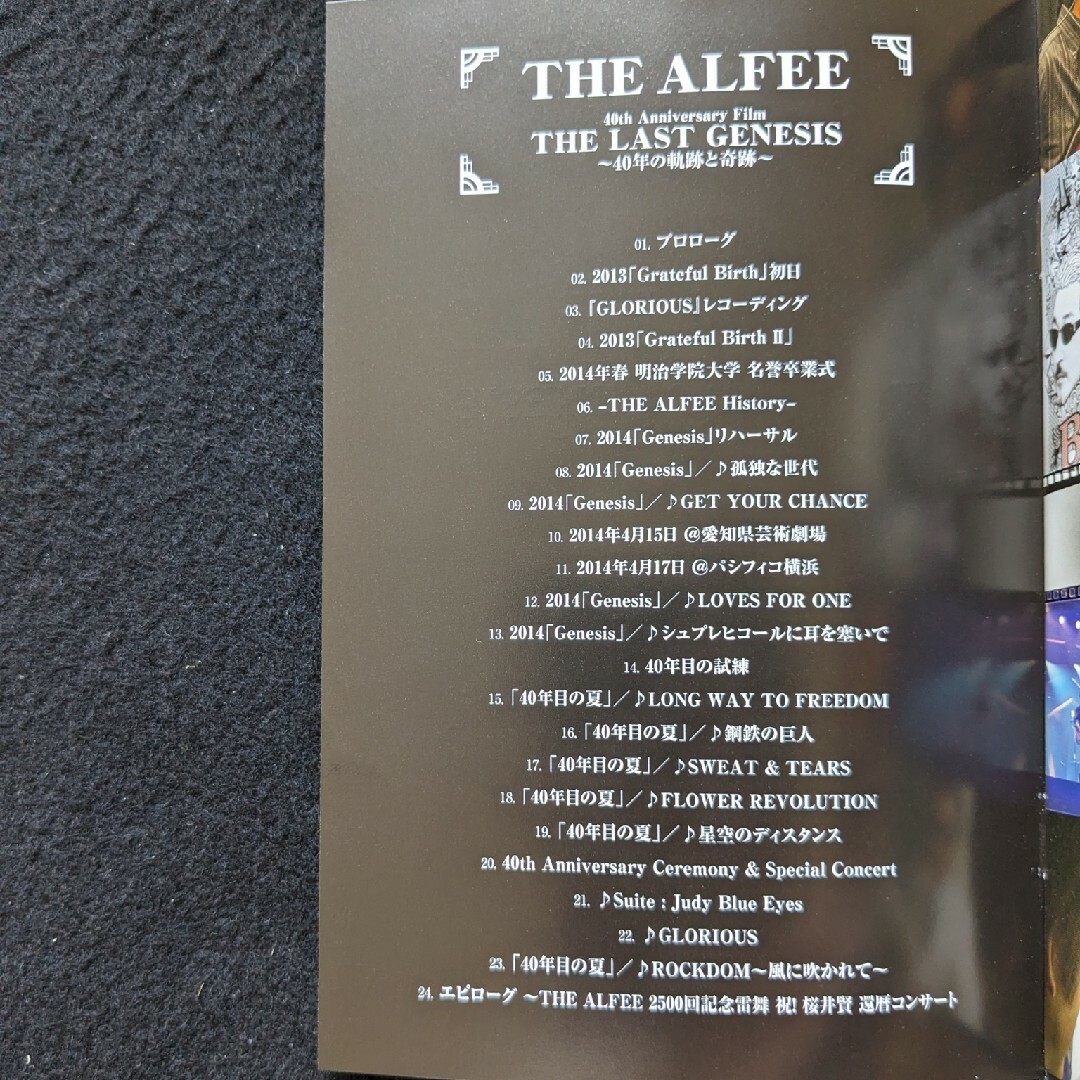 THE ALFEE
40th Anniversary Film
THE LAST GENESIS
～40年の軌跡と奇跡～
01. プロローグ
02. 2013「Grateful Birth」初日
03. 『GLORIOUS』レコーディング
04. 2013「Grateful Birth II」
05. 2014年春 明治学院大学 名誉卒業式
06. –THE ALFEE History–
07. 2014「Genesis」リハーサル
08. 2014「Genesis」／♪孤独な世代
09. 2014「Genesis」／♪GET YOUR CHANCE
10. 2014年4月15日 @愛知県芸術劇場
11. 2014年4月17日 @パシフィコ横浜
12. 2014「Genesis」／♪LOVES FOR ONE
13. 2014「Genesis」／♪シュプレヒコールに耳を塞いで
14. 40年目の試練
15. 「40年目の夏」／♪LONG WAY TO FREEDOM
16. 「40年目の夏」／♪鋼鉄の巨人
17. 「40年目の夏」／♪SWEAT & TEARS
18. 「40年目の夏」／♪FLOWER REVOLUTION
19. 「40年目の夏」／♪星空のディスタンス
20. 40th Anniversary Ceremony & Special Concert
21. ♪Suite : Judy Blue Eyes
22. ♪GLORIOUS
23. 「40年目の夏」／♪ROCKDOM～風に吹かれて～
24. エピローグ ～THE ALFEE 2500回記念雷舞 祝! 桜井賢 還暦コンサート